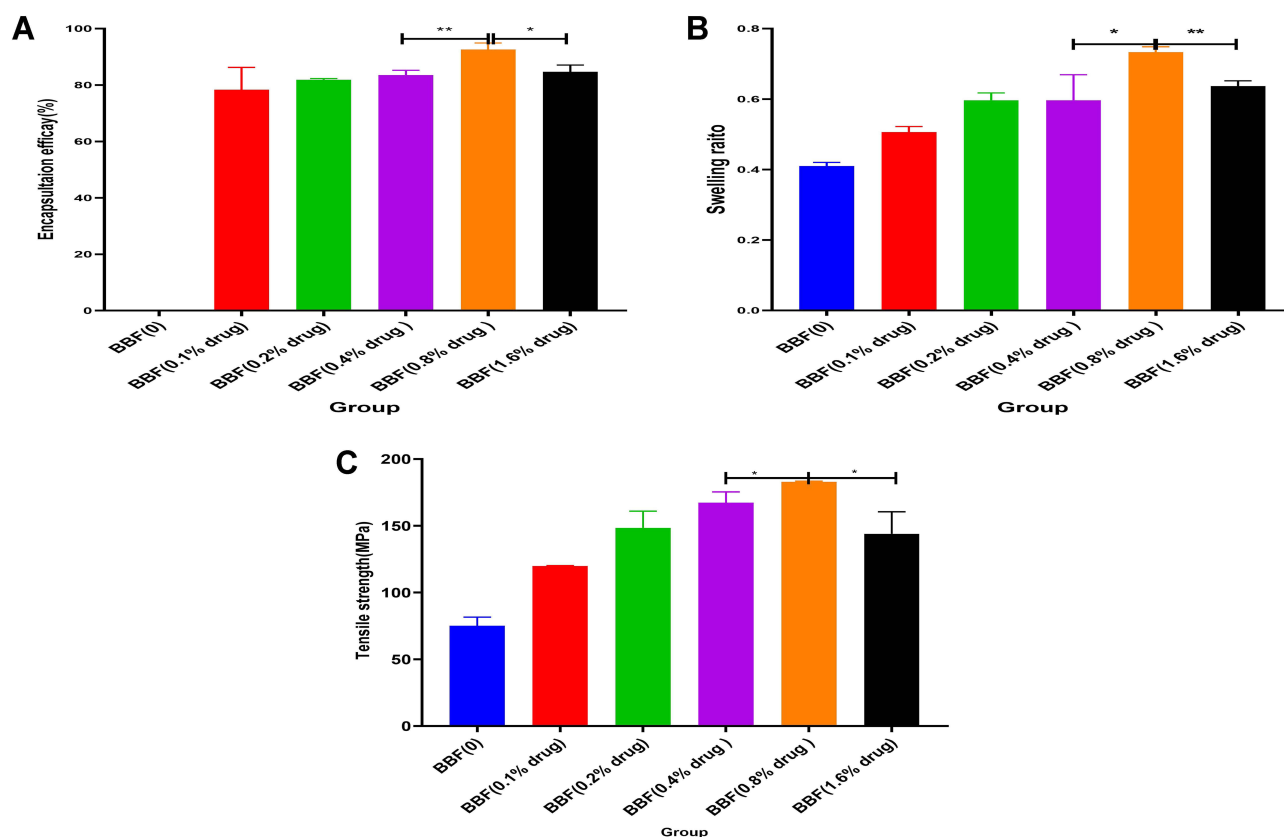 A
Encapsultaion efficay(%)
100
80
60
40
20
0
**
*
BBF(0)
BBF(0.1% drug)
BBF(0.2% drug)
BBF(0.4% drug )
BBF(0.8% drug )
BBF(1.6% drug)
Group
B
Swelling raito
0.8
0.6
0.4
0.2
0.0
*
**
BBF(0)
BBF(0.1% drug)
BBF(0.2% drug)
BBF(0.4% drug )
BBF(0.8% drug )
BBF(1.6% drug)
Group
C
Tensile strength(MPa)
200
150
100
50
0
*
*
BBF(0)
BBF(0.1% drug)
BBF(0.2% drug)
BBF(0.4% drug )
BBF(0.8% drug )
BBF(1.6% drug)
Group